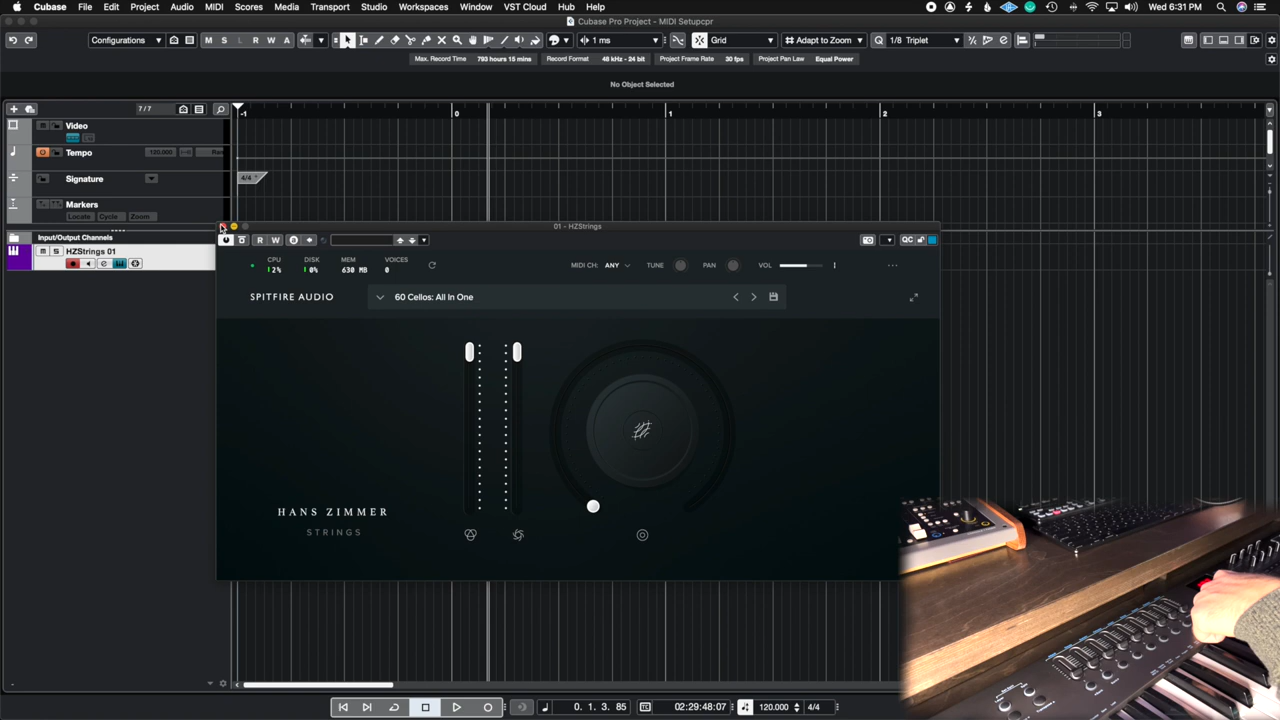 Cubase File Edit Project Audio MIDI Scores Media Transport Studio Workspaces Window VST Cloud Hub Help Wed 6:31 PM
Cubase Pro Project - MIDI Setupcpr
Configurations M S L R W A 1 ms Grid Adapt to Zoom Q 1/8 Triplet
Max. Record Time 793 hours 15 mins Record Format 48 kHz - 24 bit Project Frame Rate 30 fps Project Pan Law Equal Power
No Object Selected
7/7 -1 0 1 2 3
Video
Tempo 120.000
Signature 4/4
Markers
Locate Cycle Zoom
01 - HZStrings
Input/Output Channels
R W QC
M S HZStrings 01
CPU DISK MEM VOICES
2% 0% 630 MB 0
MIDI CH: ANY TUNE PAN VOL
SPITFIRE AUDIO 60 Cellos: All In One
HANS ZIMMER
STRINGS
0. 1. 3. 85 02:29:48:07 120.000 4/4